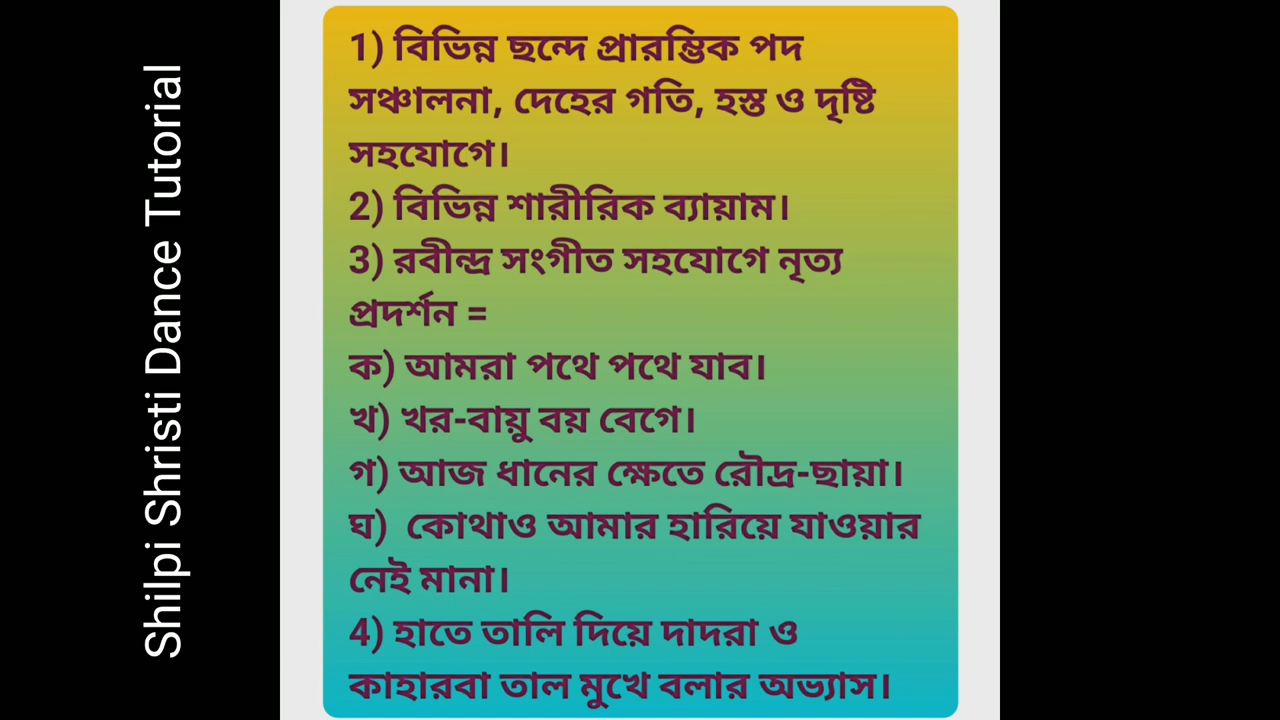 Shilpi Shristi Dance Tutorial
1) বিভিন্ন ছন্দে প্রারম্ভিক পদ
সঞ্চালনা, দেহের গতি, হস্ত ও দৃষ্টি
সহযোগে।
2) বিভিন্ন শারীরিক ব্যায়াম।
3) রবীন্দ্র সংগীত সহযোগে নৃত্য
প্রদর্শন =
ক) আমরা পথে পথে যাব।
খ) খর-বায়ু বয় বেগে।
গ) আজ ধানের ক্ষেতে রৌদ্র-ছায়া।
ঘ)  কোথাও আমার হারিয়ে যাওয়ার
নেই মানা।
4) হাতে তালি দিয়ে দাদরা ও
কাহারবা তাল মুখে বলার অভ্যাস।